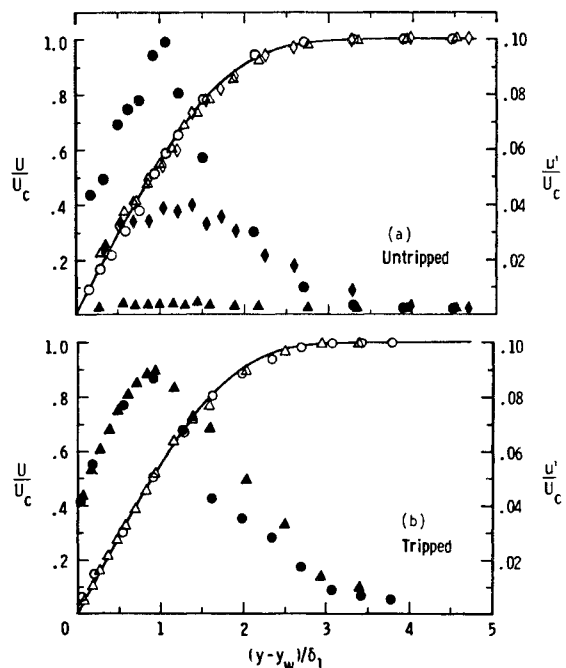 1.0
.8
.6
.4
.2
U
U_c
.10
.08
.06
.04
.02
u'
U_c
(a)
Untripped
1.0
.8
.6
.4
.2
U
U_c
.10
.08
.06
.04
.02
u'
U_c
(b)
Tripped
0 1 2 3 4 5
(y-y_w)/δ_1